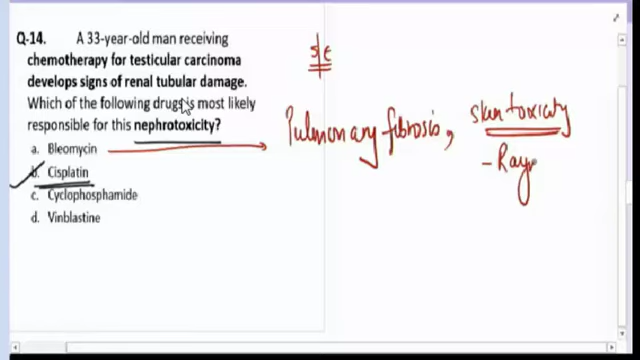 Q-14. A 33-year-old man receiving
chemotherapy for testicular carcinoma
develops signs of renal tubular damage.
Which of the following drugs is most likely
responsible for this nephrotoxicity?
a. Bleomycin
b. Cisplatin
c. Cyclophosphamide
d. Vinblastine
S/E
Pulmonary fibrosis, skin toxicity
- Rayn